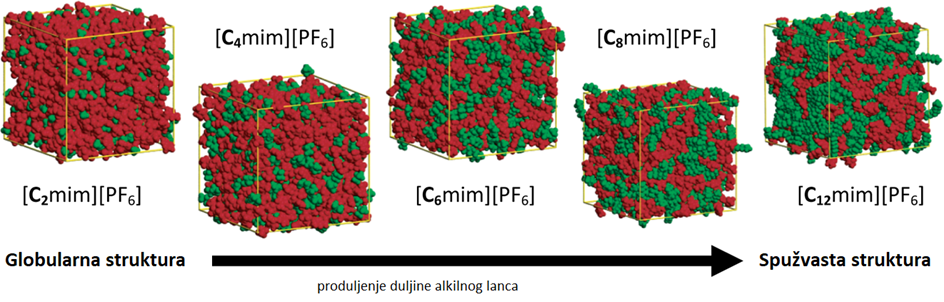 [C₄mim][PF₆]
[C₈mim][PF₆]
[C₂mim][PF₆]
[C₆mim][PF₆]
[C₁₂mim][PF₆]
Globularna struktura
Spužvasta struktura
produljenje duljine alkilnog lanca